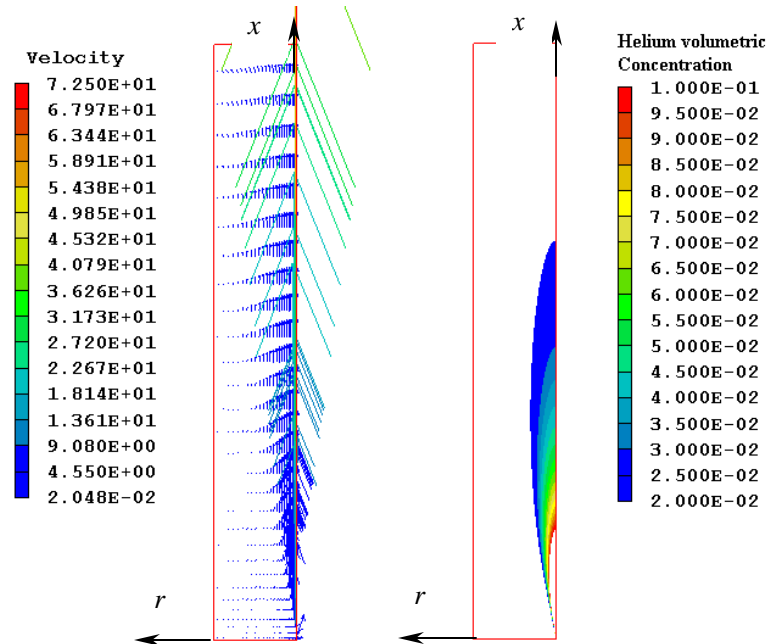 x
Velocity
7.250E+01
6.797E+01
6.344E+01
5.891E+01
5.438E+01
4.985E+01
4.532E+01
4.079E+01
3.626E+01
3.173E+01
2.720E+01
2.267E+01
1.814E+01
1.361E+01
9.080E+00
4.550E+00
2.048E-02
r
x
r
Helium volumetric
Concentration
1.000E-01
9.500E-02
9.000E-02
8.500E-02
8.000E-02
7.500E-02
7.000E-02
6.500E-02
6.000E-02
5.500E-02
5.000E-02
4.500E-02
4.000E-02
3.500E-02
3.000E-02
2.500E-02
2.000E-02